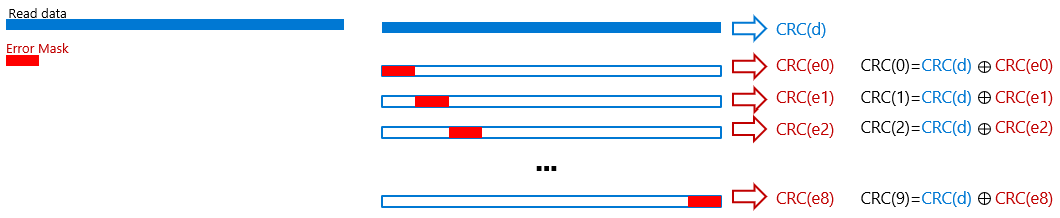 Read data
CRC(d)
Error Mask
CRC(e0) CRC(0)=CRC(d) ⊕ CRC(e0)
CRC(e1) CRC(1)=CRC(d) ⊕ CRC(e1)
CRC(e2) CRC(2)=CRC(d) ⊕ CRC(e2)
...
CRC(e8) CRC(9)=CRC(d) ⊕ CRC(e8)